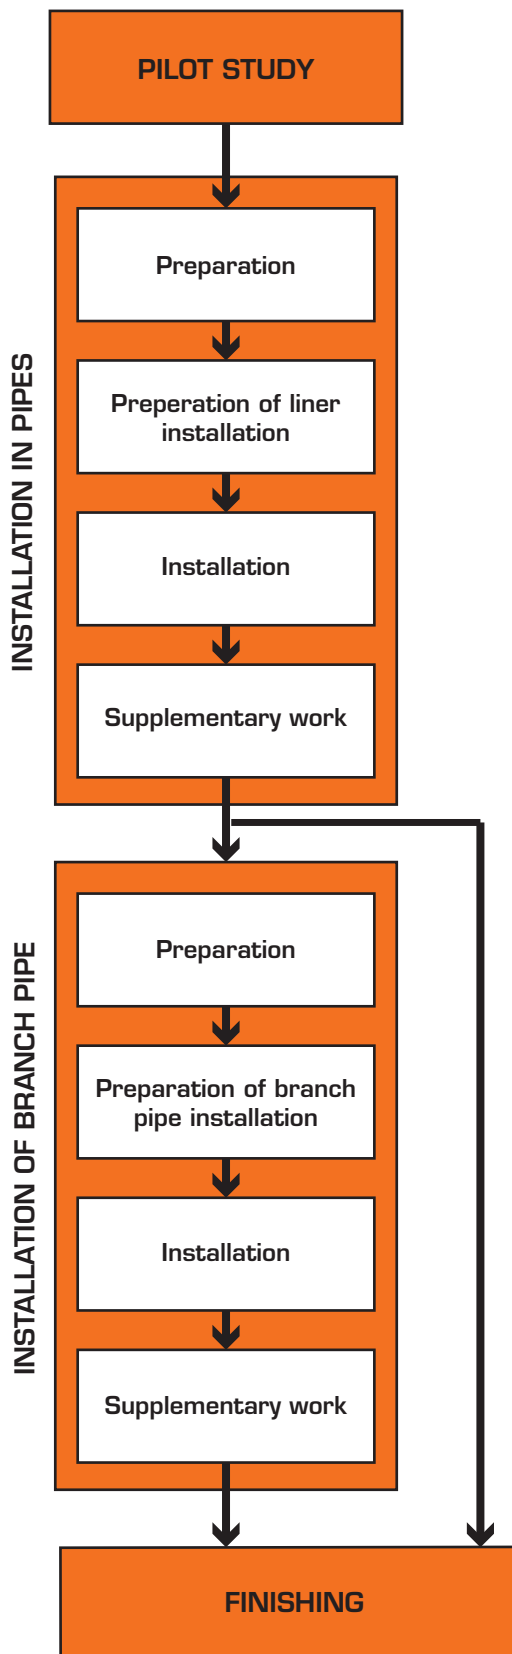 PILOT STUDY
INSTALLATION IN PIPES
Preparation
Preperation of liner
installation
Installation
Supplementary work
INSTALLATION OF BRANCH PIPE
Preparation
Preparation of branch
pipe installation
Installation
Supplementary work
FINISHING